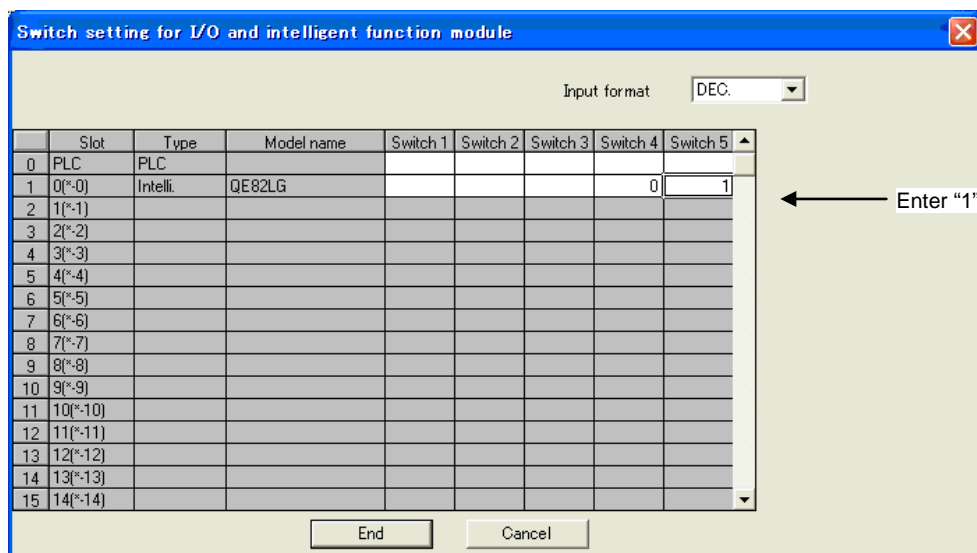 Switch setting for I/O and intelligent function module
Input format DEC.
Slot Type Model name Switch 1 Switch 2 Switch 3 Switch 4 Switch 5
0 PLC PLC
1 0(*-0) Intelli. QE82LG 0 1
Enter “1”
2 1(*-1)
3 2(*-2)
4 3(*-3)
5 4(*-4)
6 5(*-5)
7 6(*-6)
8 7(*-7)
9 8(*-8)
10 9(*-9)
11 10(*-10)
12 11(*-11)
13 12(*-12)
14 13(*-13)
15 14(*-14)
End Cancel